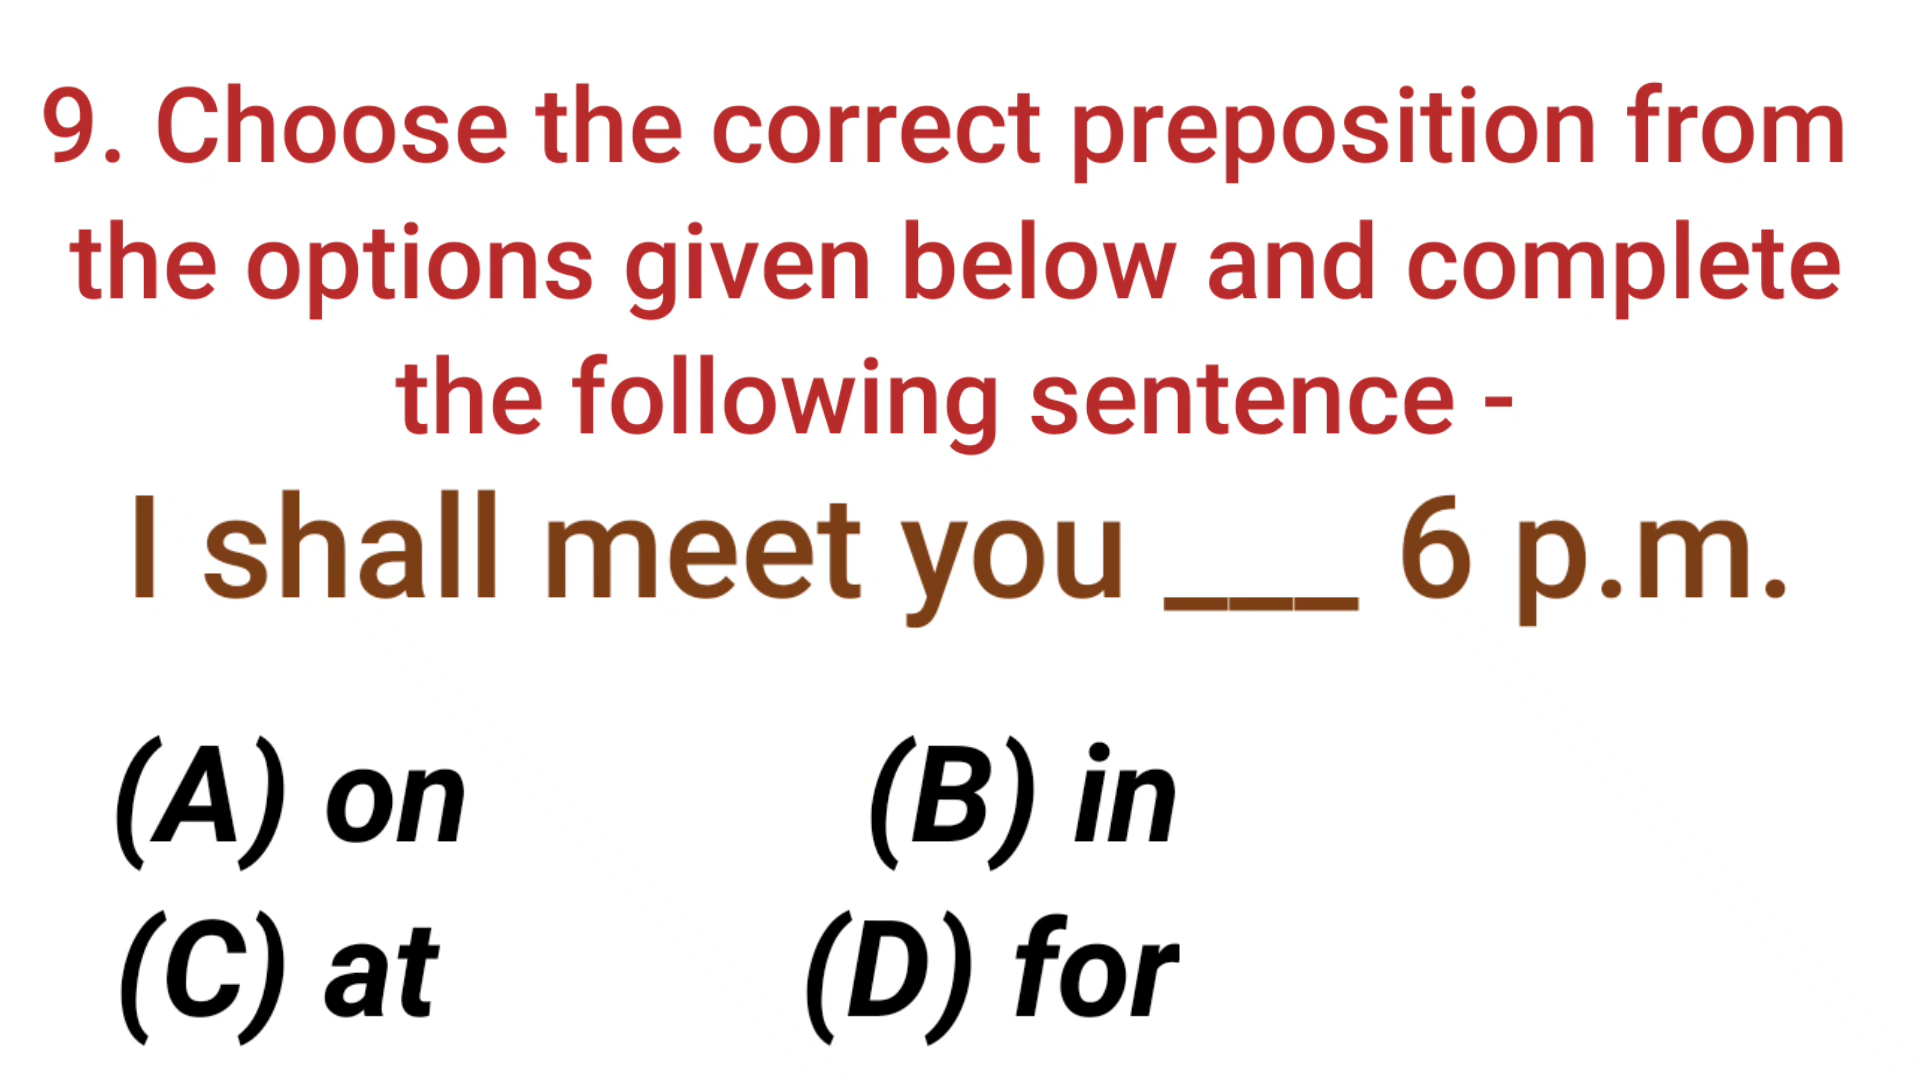 9. Choose the correct preposition from
the options given below and complete
the following sentence -
I shall meet you ___ 6 p.m.
(A) on (B) in
(C) at (D) for